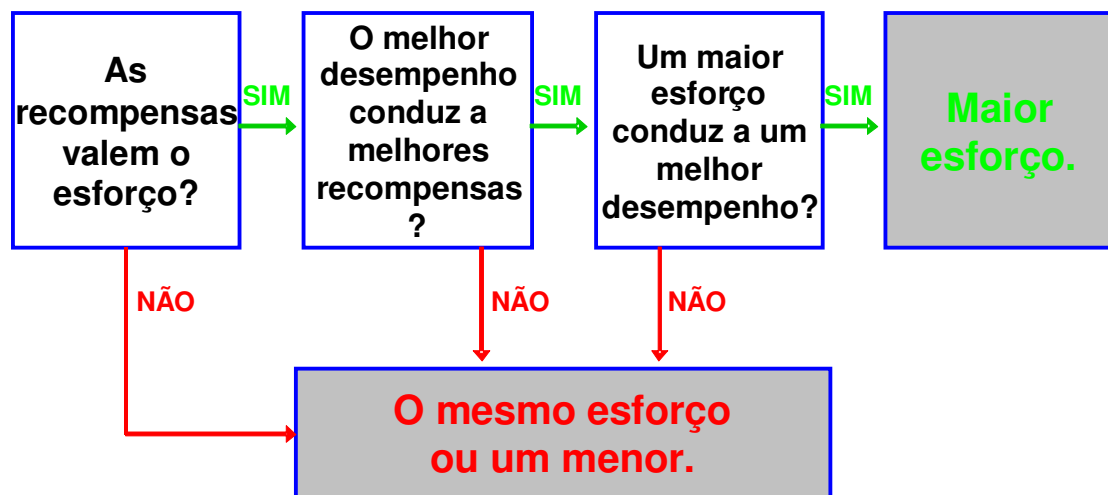 As
recompensas
valem o
esforço?
SIM
O melhor
desempenho
conduz a
melhores
recompensas
?
SIM
Um maior
esforço
conduz a um
melhor
desempenho?
SIM
Maior
esforço.
NÃO
NÃO
NÃO
O mesmo esforço
ou um menor.